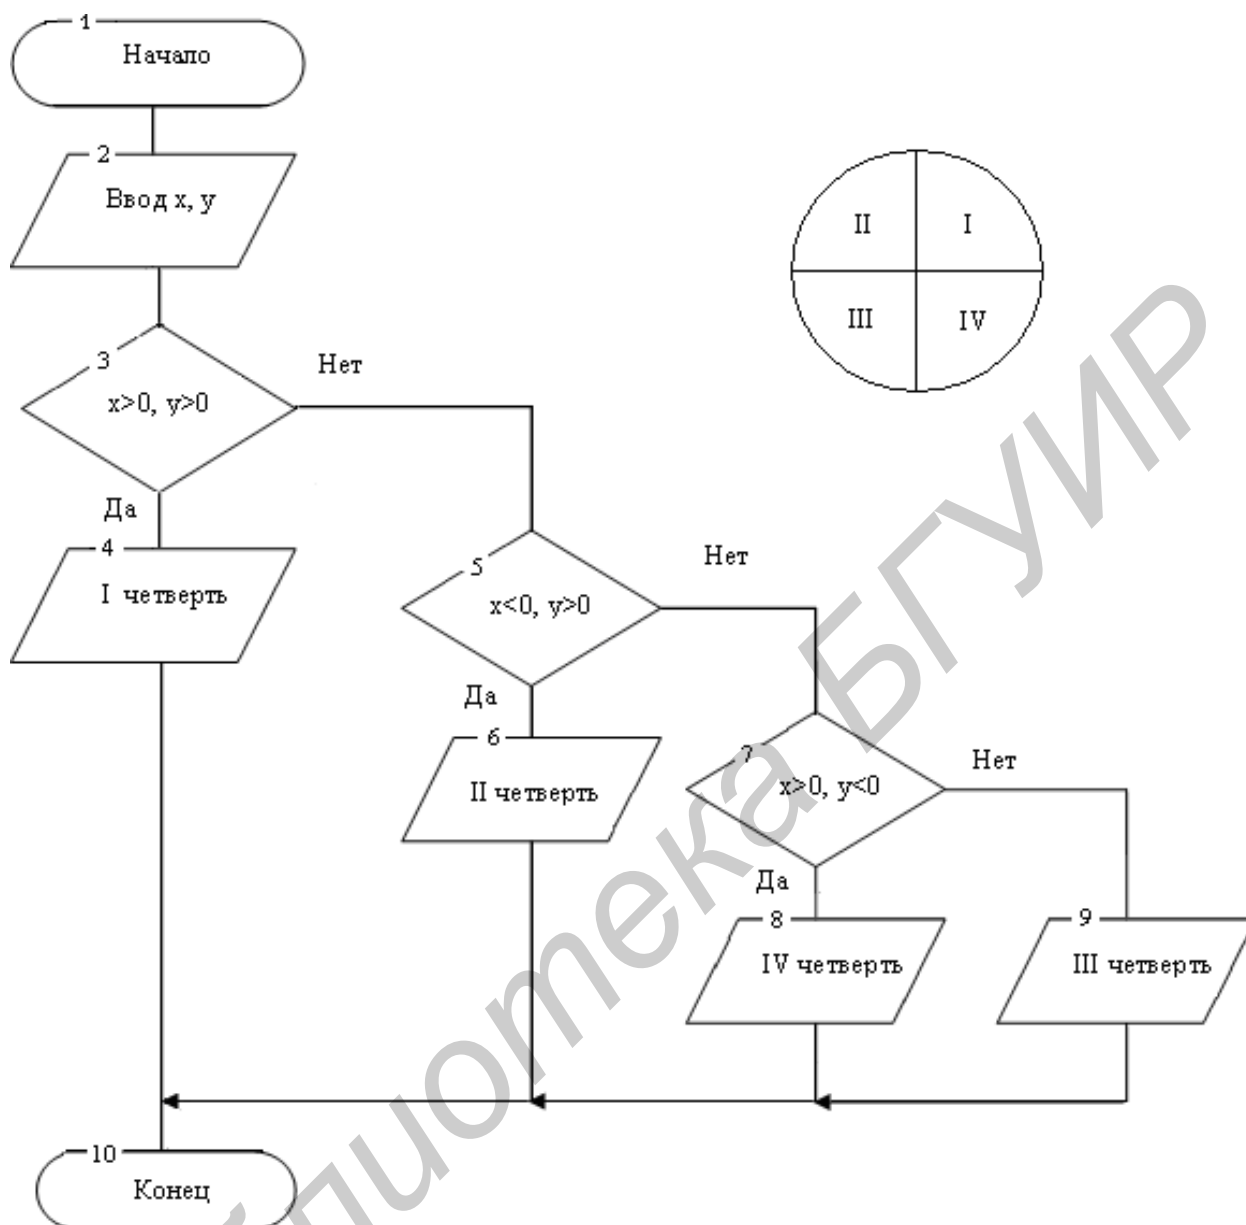 1
Начало
2
Ввод x, y
II
I
III
IV
3
x>0, y>0
Нет
Да
4
I четверть
5
x<0, y>0
Нет
Да
6
II четверть
7
x>0, y<0
Нет
Да
8
IV четверть
9
III четверть
10
Конец
БГУИР